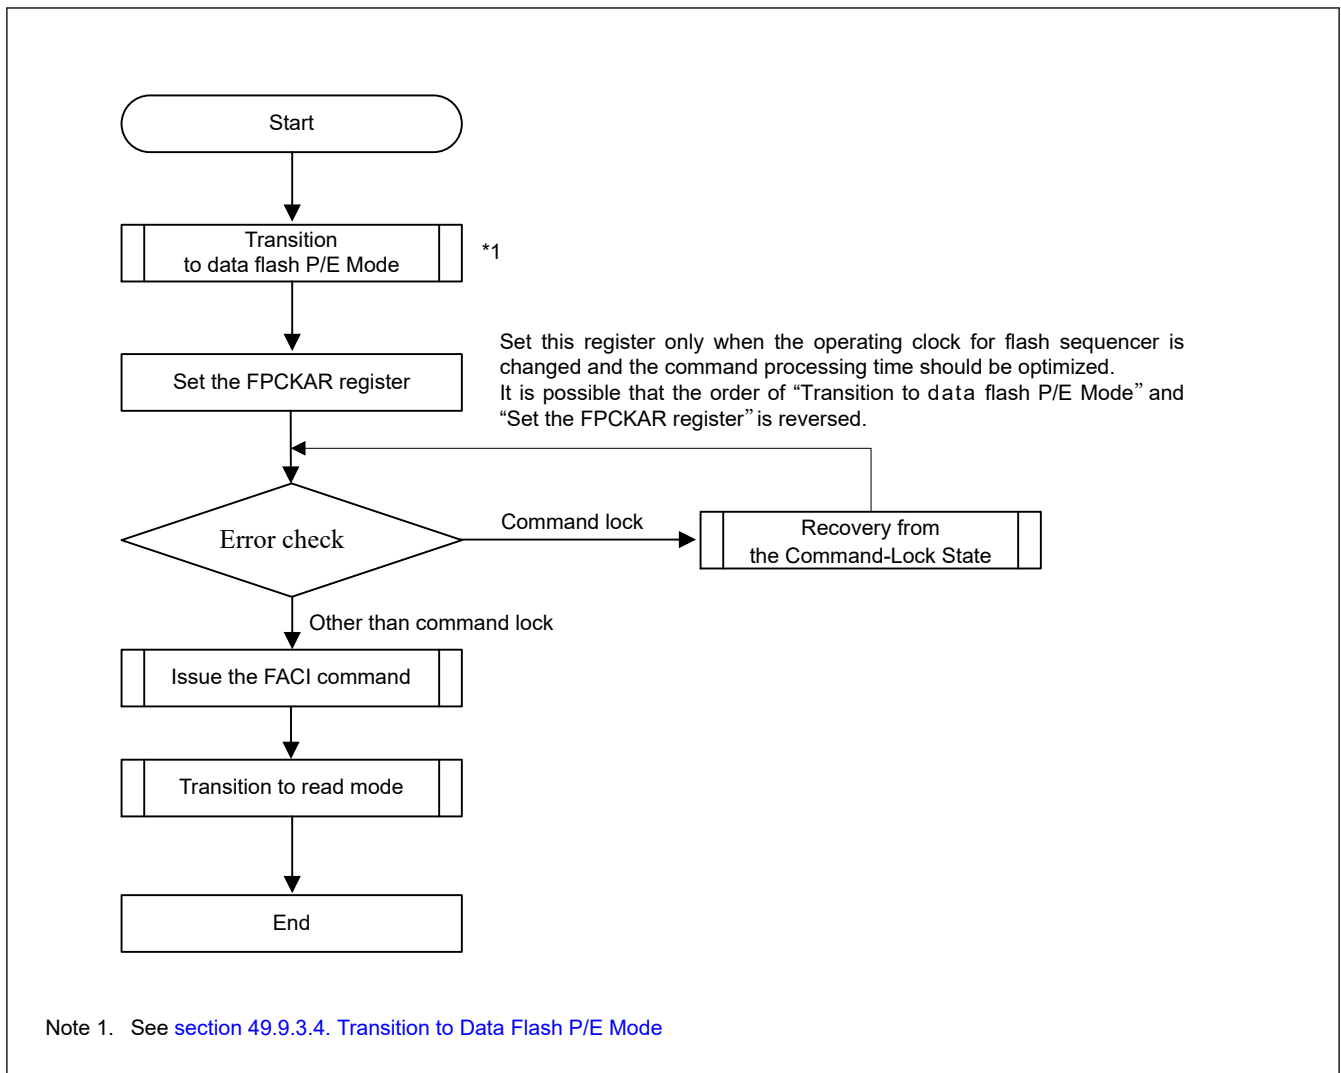 Start
Transition
to data flash P/E Mode
*1
Set the FPCKAR register
Set this register only when the operating clock for flash sequencer is
changed and the command processing time should be optimized.
It is possible that the order of “Transition to data flash P/E Mode” and
“Set the FPCKAR register” is reversed.
Error check
Command lock
Recovery from
the Command-Lock State
Other than command lock
Issue the FACI command
Transition to read mode
End
Note 1. See section 49.9.3.4. Transition to Data Flash P/E Mode